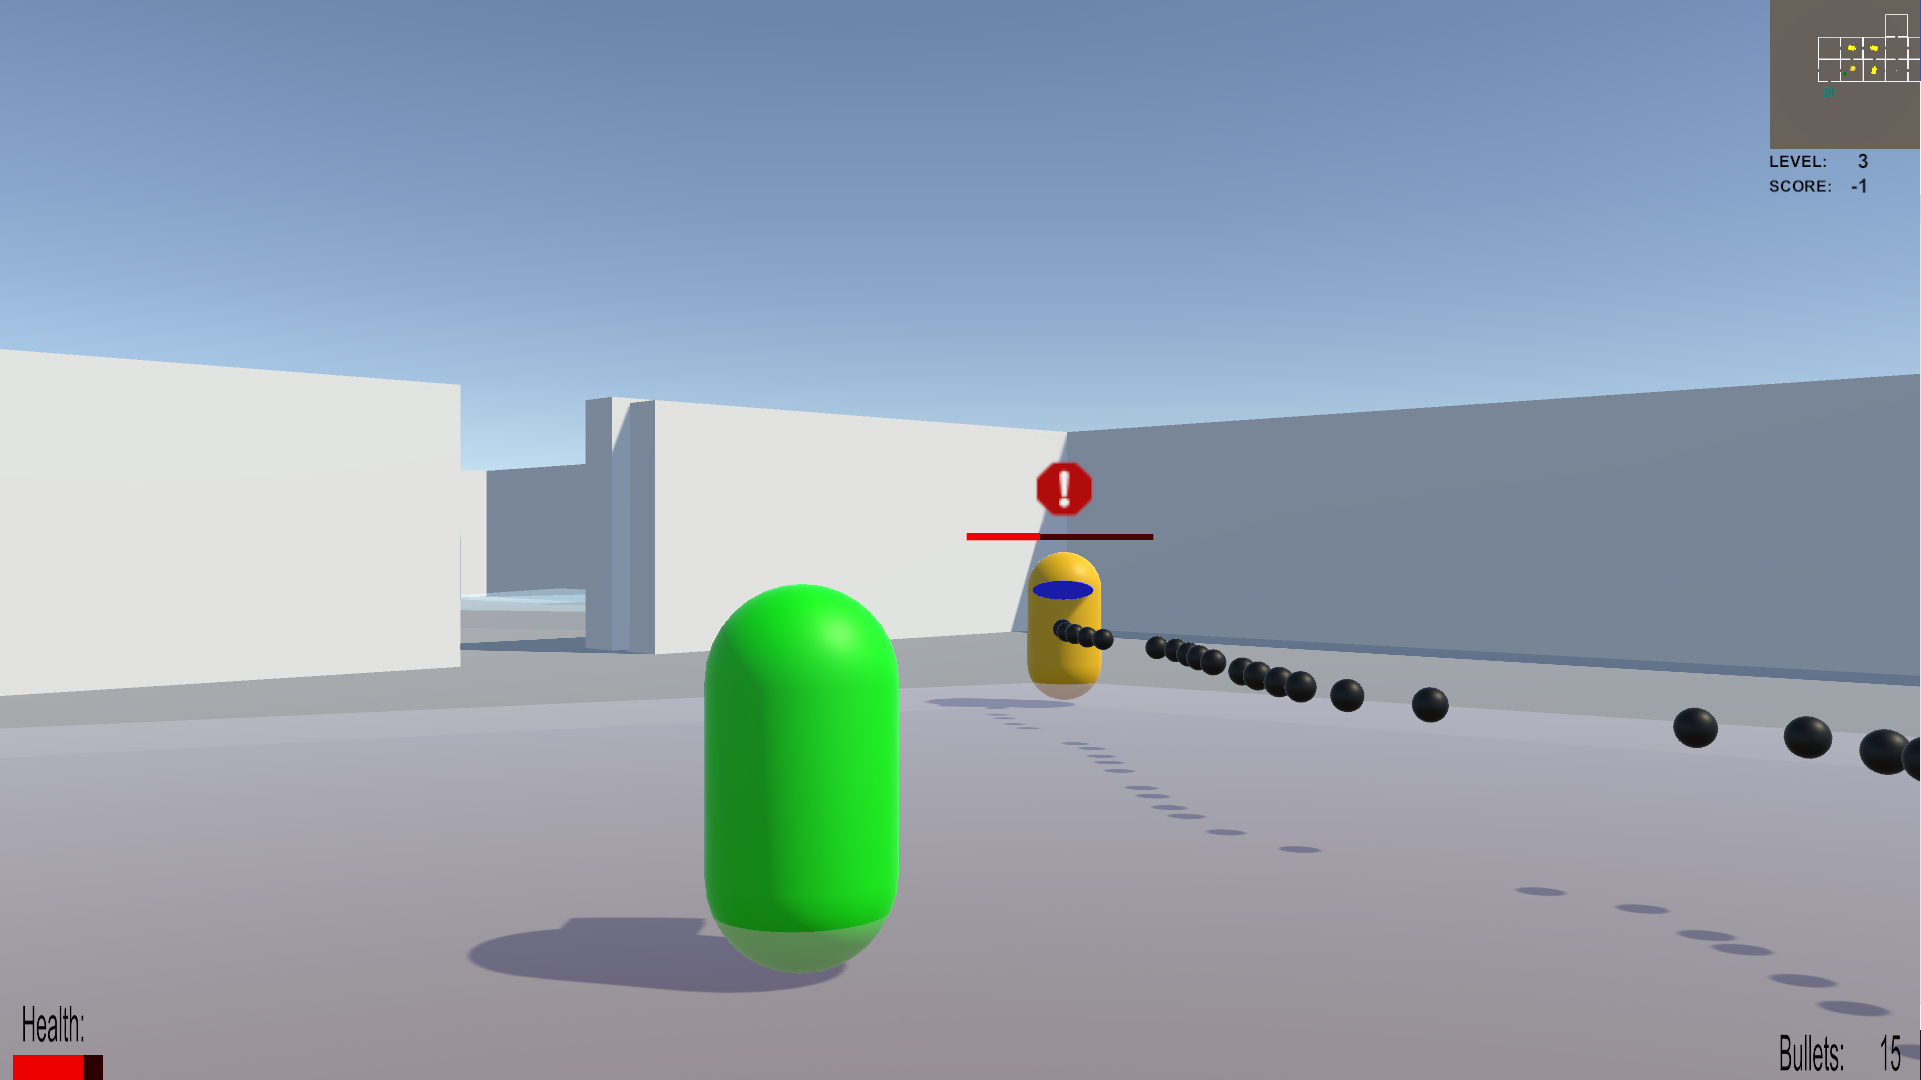 LEVEL: 3
SCORE: -1
!
Health:
Bullets: 15